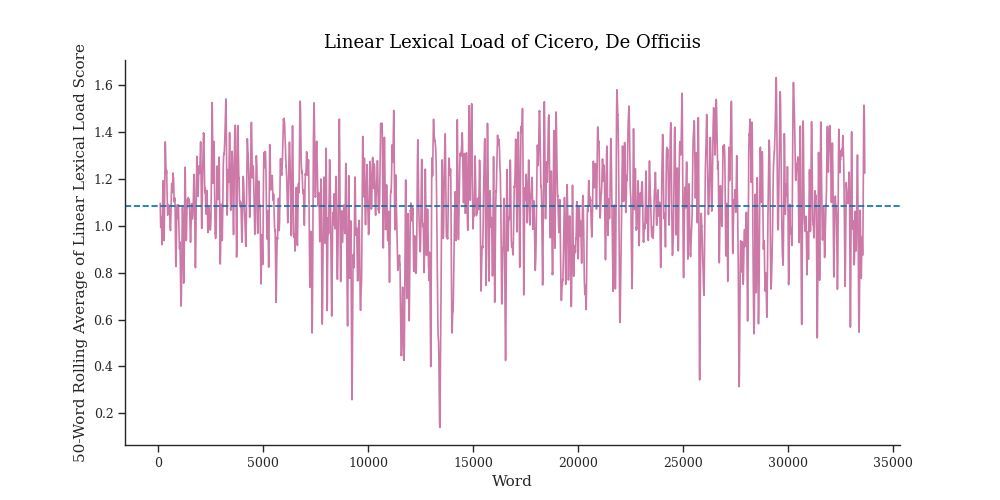 Linear Lexical Load of Cicero, De Officiis
50-Word Rolling Average of Linear Lexical Load Score
1.6
1.4
1.2
1.0
0.8
0.6
0.4
0.2
0 5000 10000 15000 20000 25000 30000 35000
Word